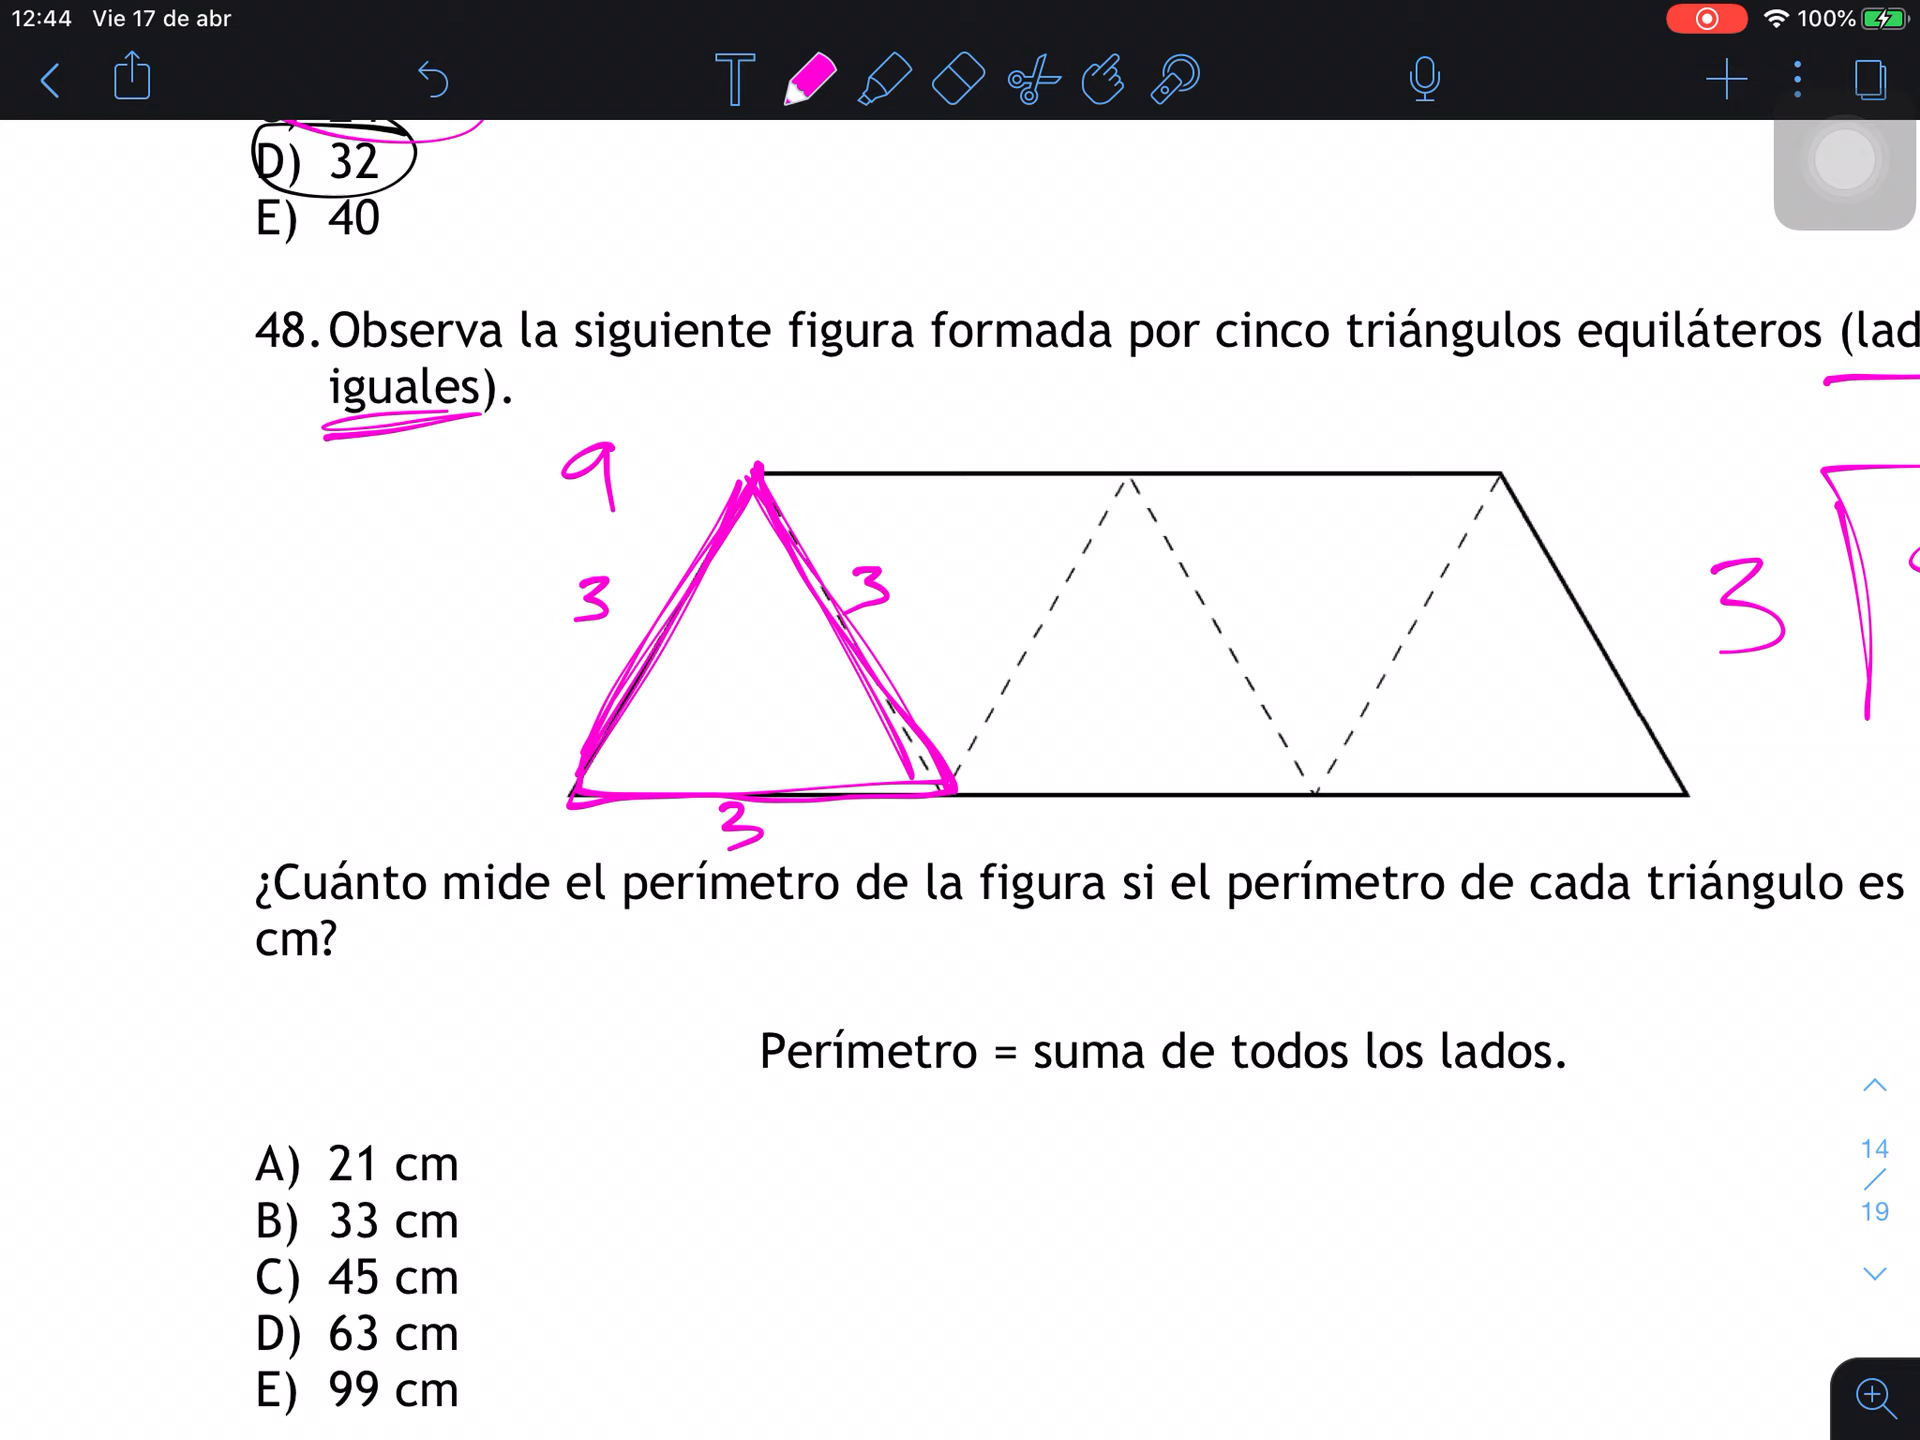 12:44 Vie 17 de abr 100%
D) 32
E) 40
48. Observa la siguiente figura formada por cinco triángulos equiláteros (lad
iguales).
9
3 3 3
3
¿Cuánto mide el perímetro de la figura si el perímetro de cada triángulo es
cm?
Perímetro = suma de todos los lados.
14
/
19
A) 21 cm
B) 33 cm
C) 45 cm
D) 63 cm
E) 99 cm